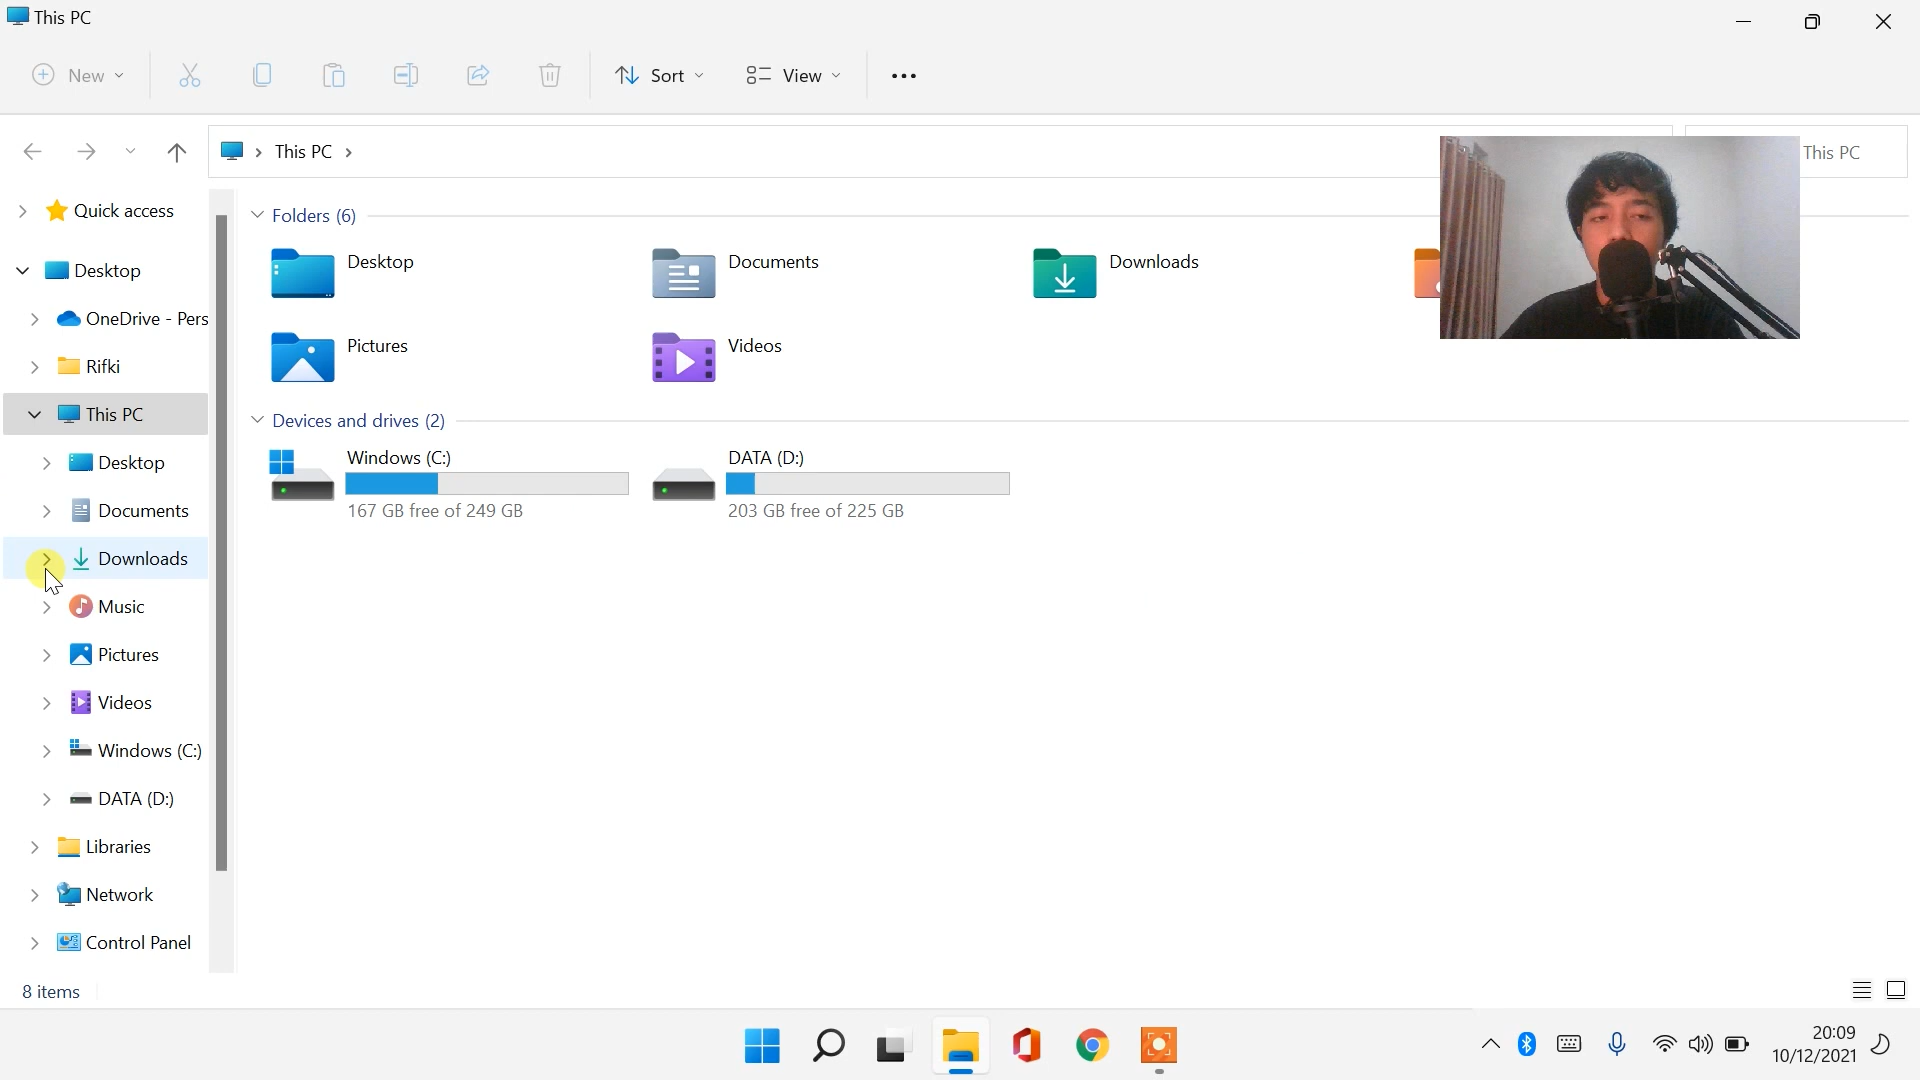 This PC
New
Sort
View
This PC
This PC
Quick access
Desktop
OneDrive - Pers
Rifki
This PC
Desktop
Documents
Downloads
Music
Pictures
Videos
Windows (C:)
DATA (D:)
Libraries
Network
Control Panel
Folders (6)
Desktop
Documents
Downloads
Pictures
Videos
Devices and drives (2)
Windows (C:)
167 GB free of 249 GB
DATA (D:)
203 GB free of 225 GB
8 items
20:09
10/12/2021